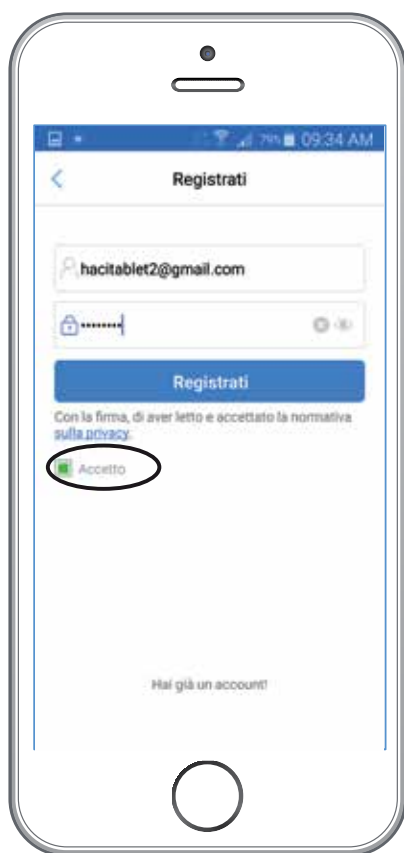 79% 09:34 AM
Registrati
hacitablet2@gmail.com
••••••••
Registrati
Con la firma, di aver letto e accettato la normativa
sulla privacy.
Accetto
Hai già un account!